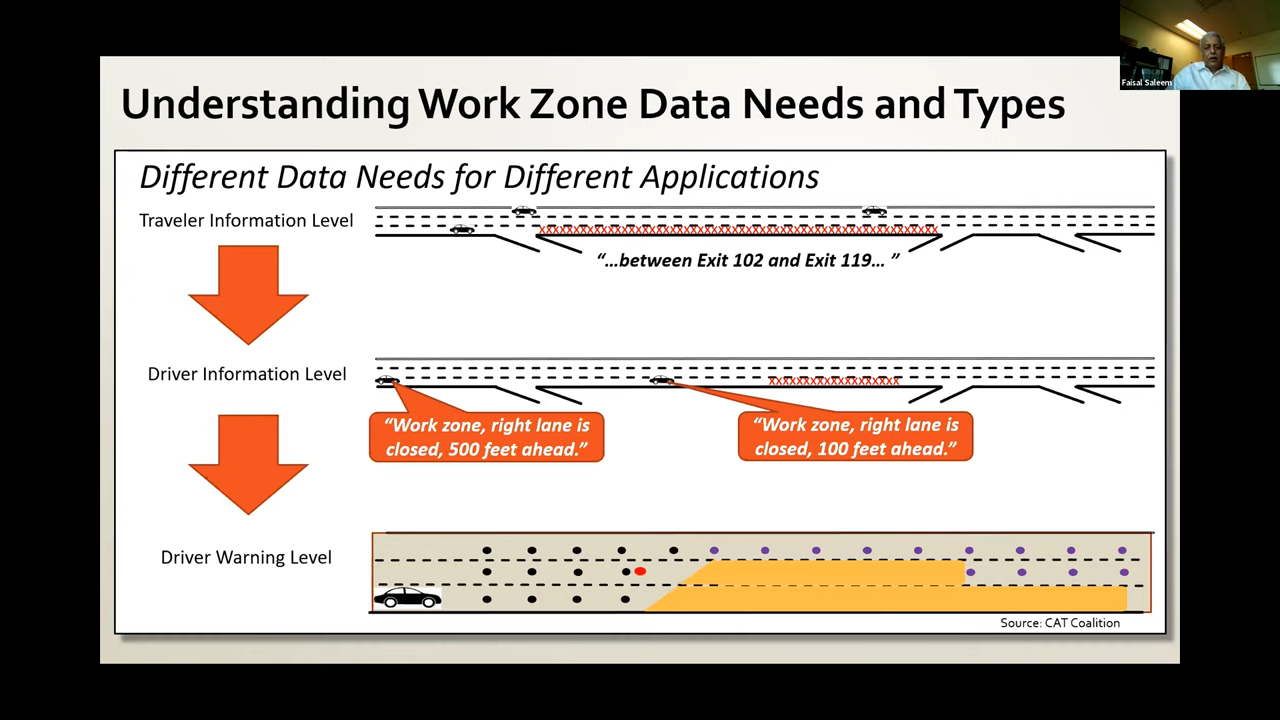 Faisal Saleem
Understanding Work Zone Data Needs and Types
Different Data Needs for Different Applications
Traveler Information Level
“...between Exit 102 and Exit 119... ”
Driver Information Level
“Work zone, right lane is
closed, 500 feet ahead.”
“Work zone, right lane is
closed, 100 feet ahead.”
Driver Warning Level
Source: CAT Coalition